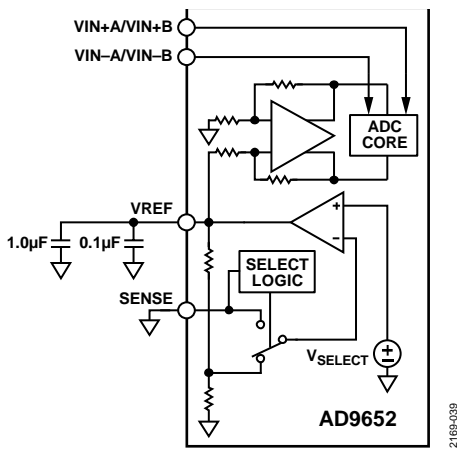 VIN+A/VIN+B
VIN–A/VIN–B
ADC
CORE
VREF
1.0µF
0.1µF
SELECT
LOGIC
SENSE
+
–
VSELECT
±
AD9652
2169-039